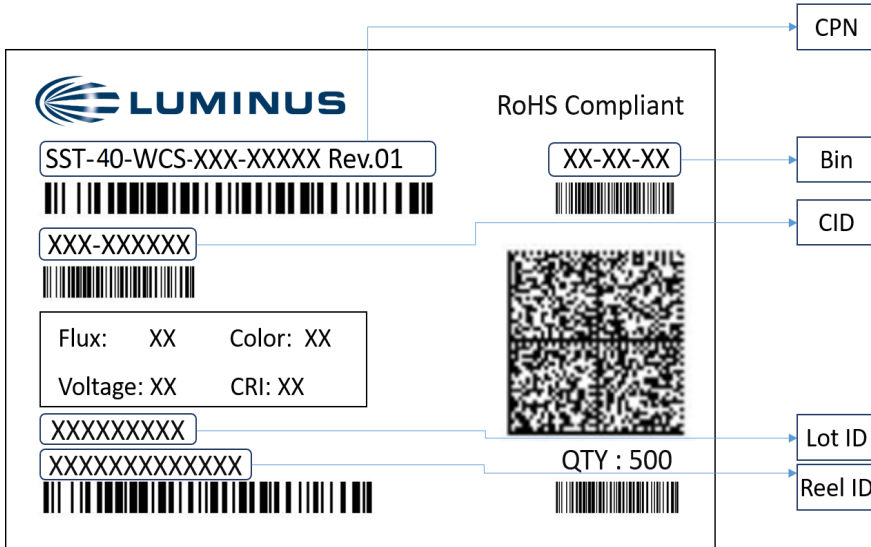 CPN
LUMINUS
RoHS Compliant
SST-40-WCS-XXX-XXXXX Rev.01
XX-XX-XX
Bin
XXX-XXXXXX
CID
Flux: XX Color: XX
Voltage: XX CRI: XX
XXXXXXXXX
Lot ID
XXXXXXXXXXXXX
QTY : 500
Reel ID